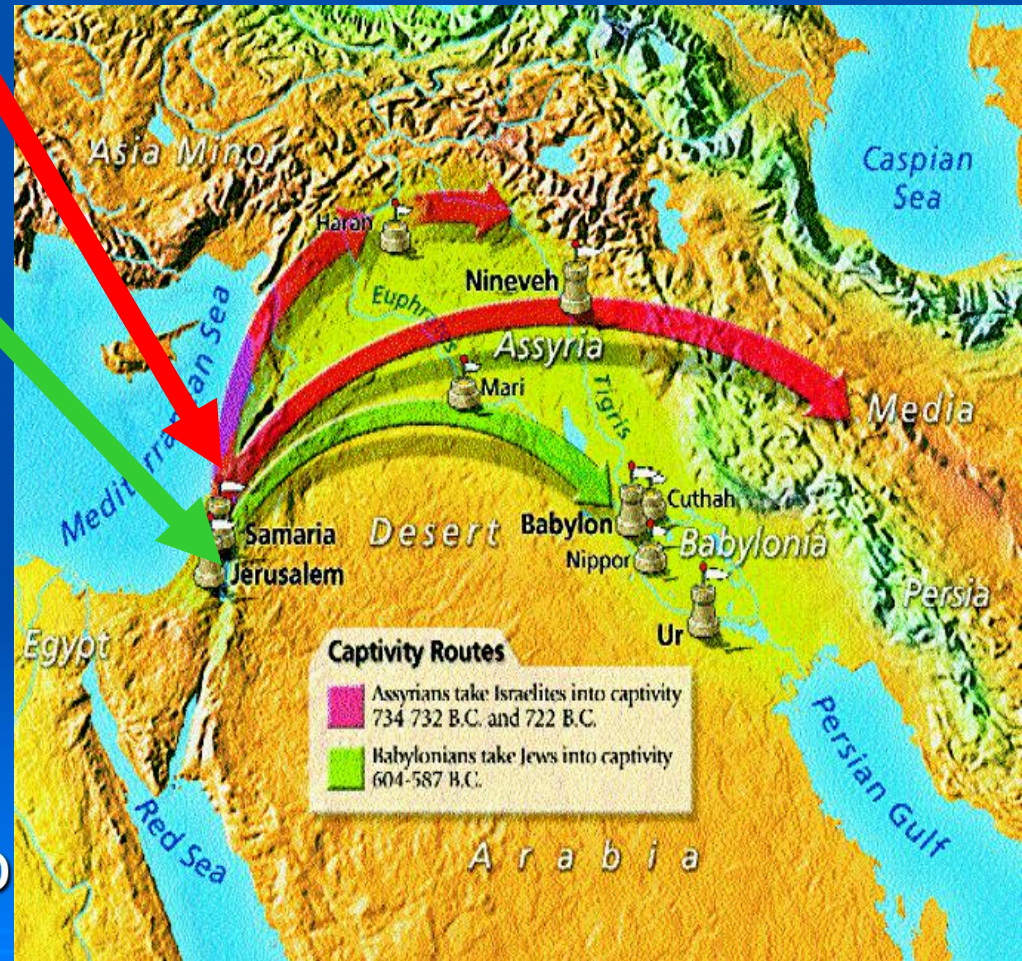 Asia Minor
Caspian
Sea
Haran
Nineveh
Euphrates
Mediterranean Sea
Assyria
Mari
Tigris
Media
Samaria
Desert
Babylon
Cuthah
Jerusalem
Nippor
Babylonia
Egypt
Ur
Persia
Captivity Routes
Assyrians take Israelites into captivity
734-732 B.C. and 722 B.C.
Babylonians take Jews into captivity
604-587 B.C.
Persian Gulf
Red Sea
Arabia